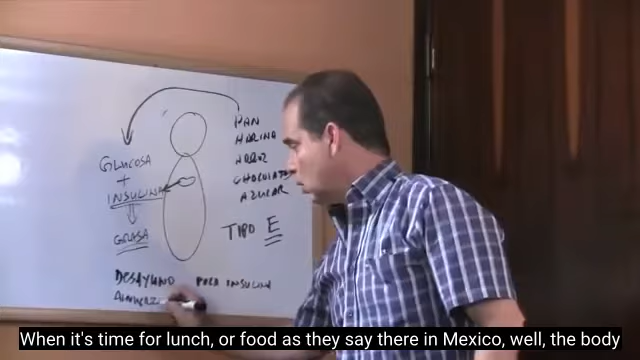 PAN
HARINA
ARROZ
CHOCOLATE
AZUCAR
GLUCOSA
+
INSULINA
GRASA
TIPO E
DESAYUNO PARA INSULINA
When it's time for lunch, or food as they say there in Mexico, well, the body